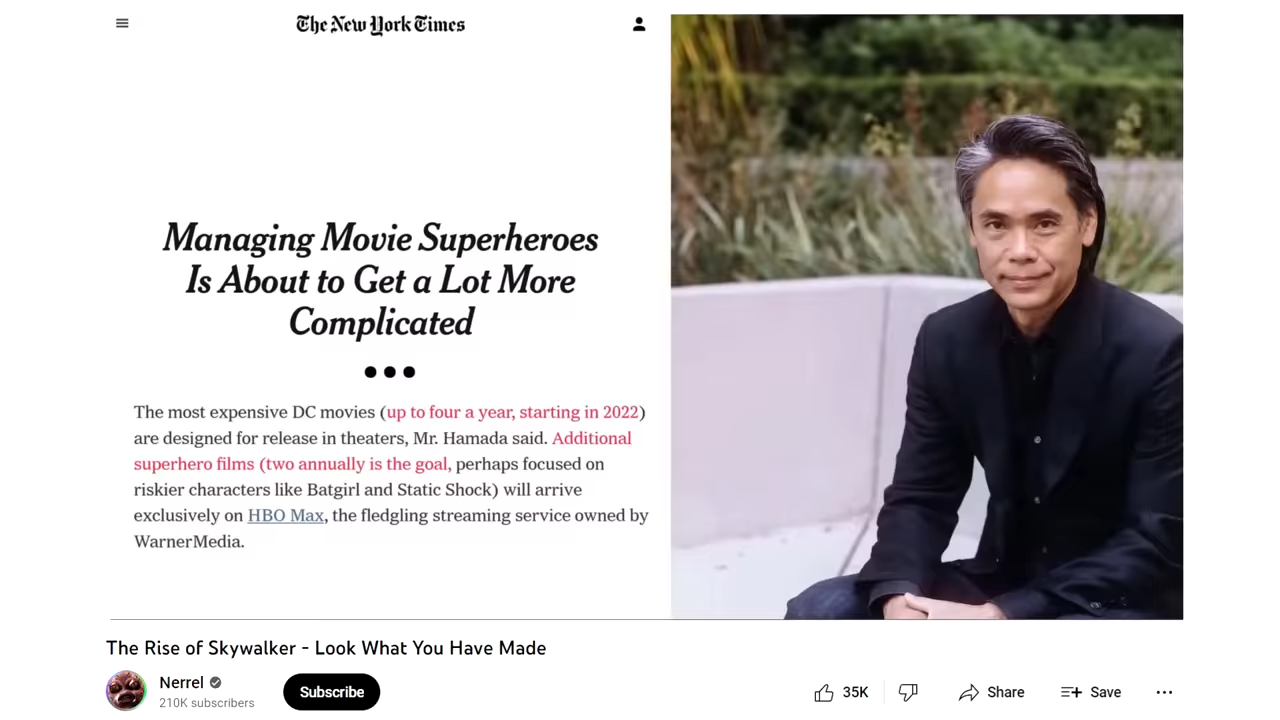 The New York Times
Managing Movie Superheroes
Is About to Get a Lot More
Complicated
The most expensive DC movies (up to four a year, starting in 2022)
are designed for release in theaters, Mr. Hamada said. Additional
superhero films (two annually is the goal, perhaps focused on
riskier characters like Batgirl and Static Shock) will arrive
exclusively on HBO Max, the fledgling streaming service owned by
WarnerMedia.
The Rise of Skywalker - Look What You Have Made
Nerrel
210K subscribers
Subscribe
35K
Share
Save